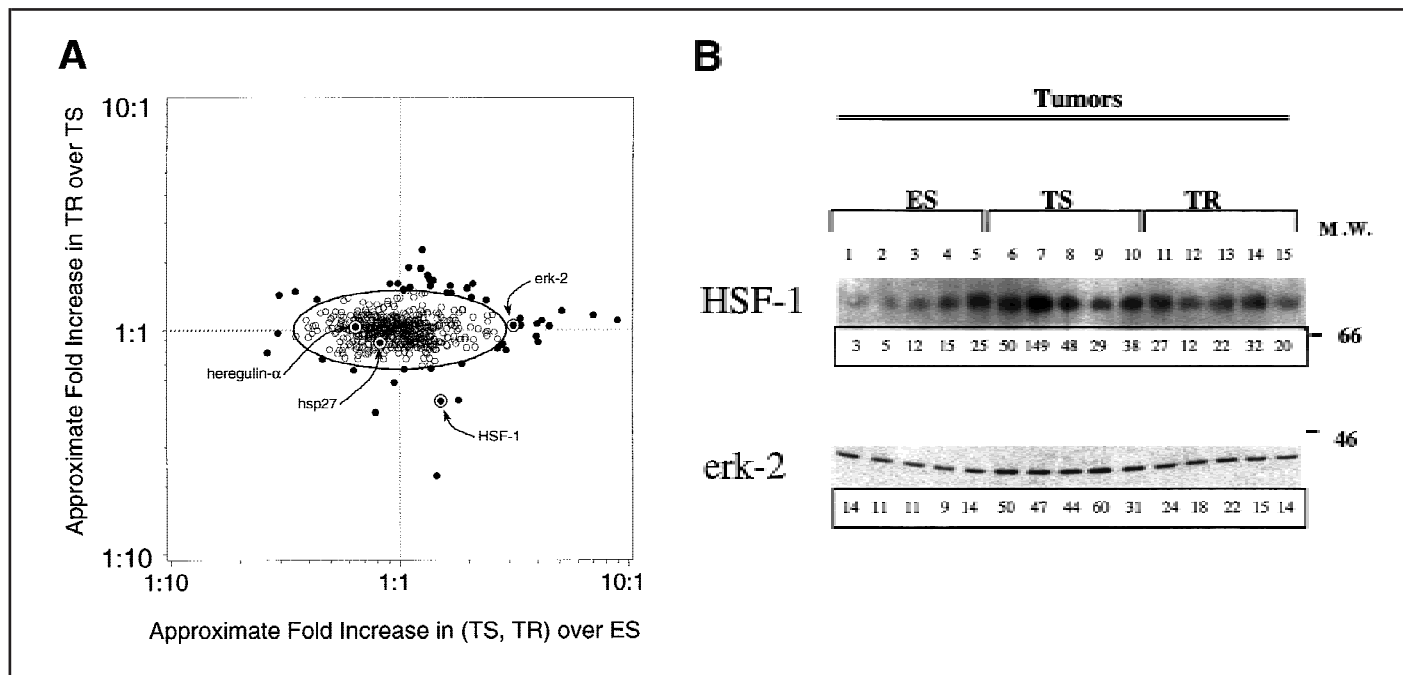 A
Approximate Fold Increase in TR over TS
10:1
1:1
1:10
erk-2
heregulin-α
hsp27
HSF-1
1:10 1:1 10:1
Approximate Fold Increase in (TS, TR) over ES
B
Tumors
ES TS TR
M.W.
1 2 3 4 5 6 7 8 9 10 11 12 13 14 15
HSF-1
66
3 5 12 15 25 50 149 48 29 38 27 12 22 32 20
46
erk-2
14 11 11 9 14 50 47 44 60 31 24 18 22 15 14